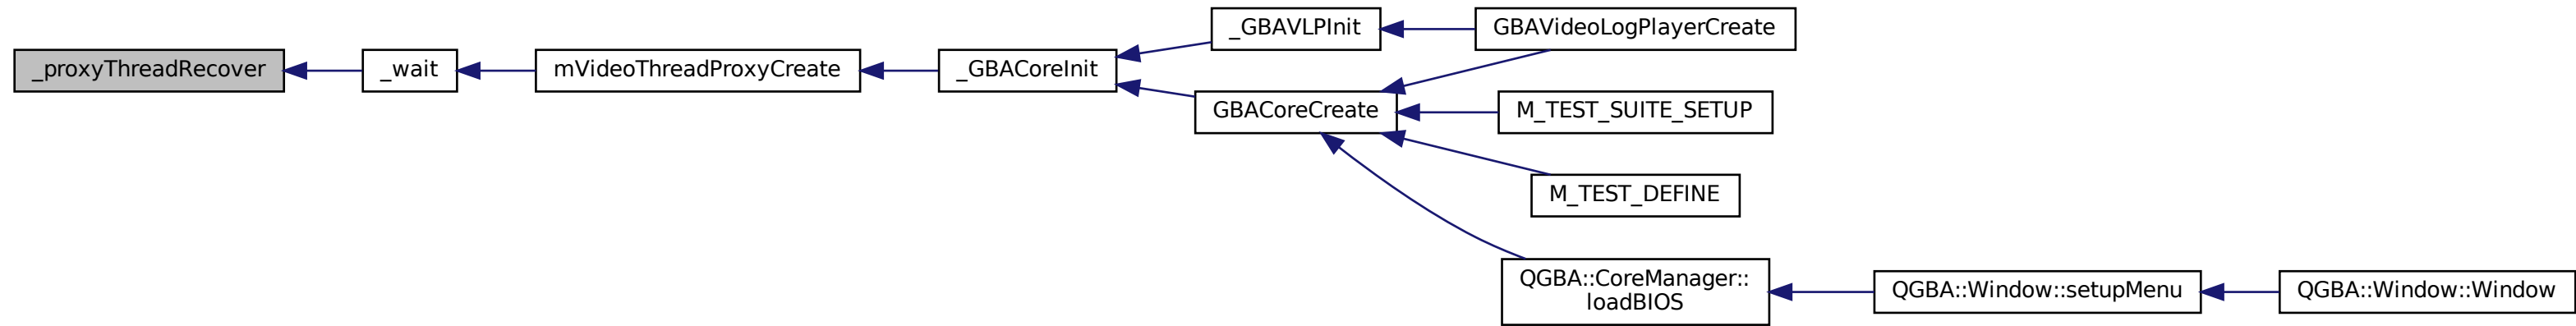 _proxyThreadRecover
_wait
mVideoThreadProxyCreate
_GBACoreInit
_GBAVLPInit
GBAVideoLogPlayerCreate
GBACoreCreate
M_TEST_SUITE_SETUP
M_TEST_DEFINE
QGBA::CoreManager::
loadBIOS
QGBA::Window::setupMenu
QGBA::Window::Window